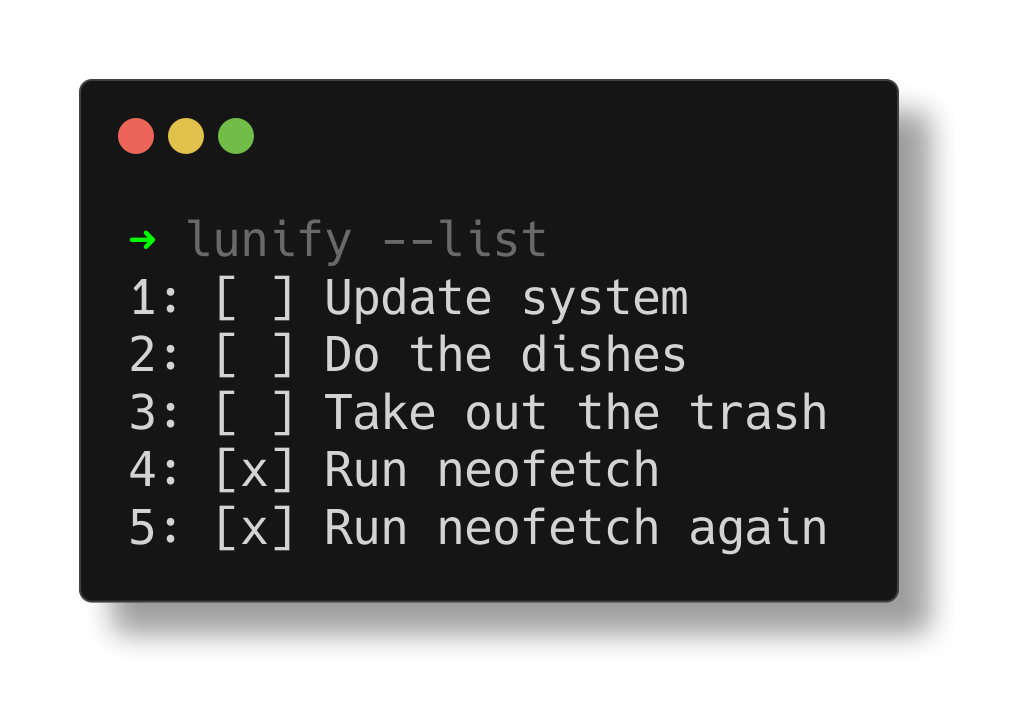 ➜ lunify --list
1: [ ] Update system
2: [ ] Do the dishes
3: [ ] Take out the trash
4: [x] Run neofetch
5: [x] Run neofetch again